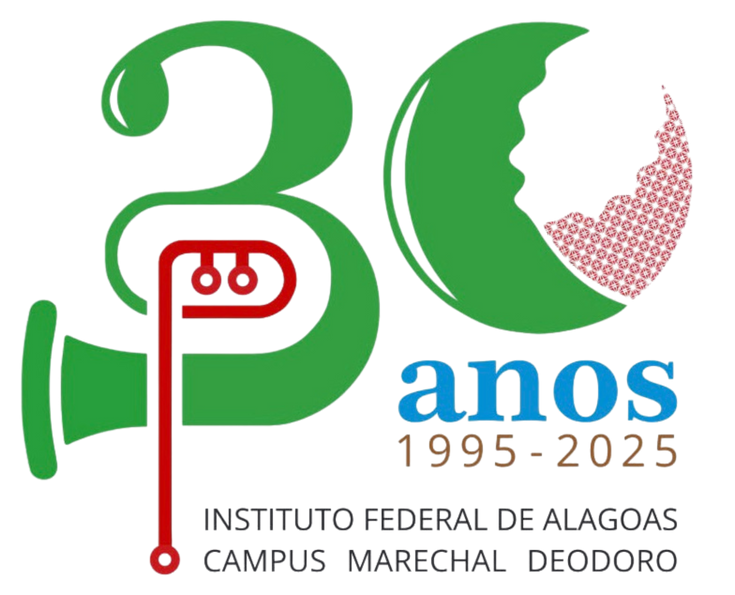 30
anos
1995-2025
INSTITUTO FEDERAL DE ALAGOAS
CAMPUS MARECHAL DEODORO